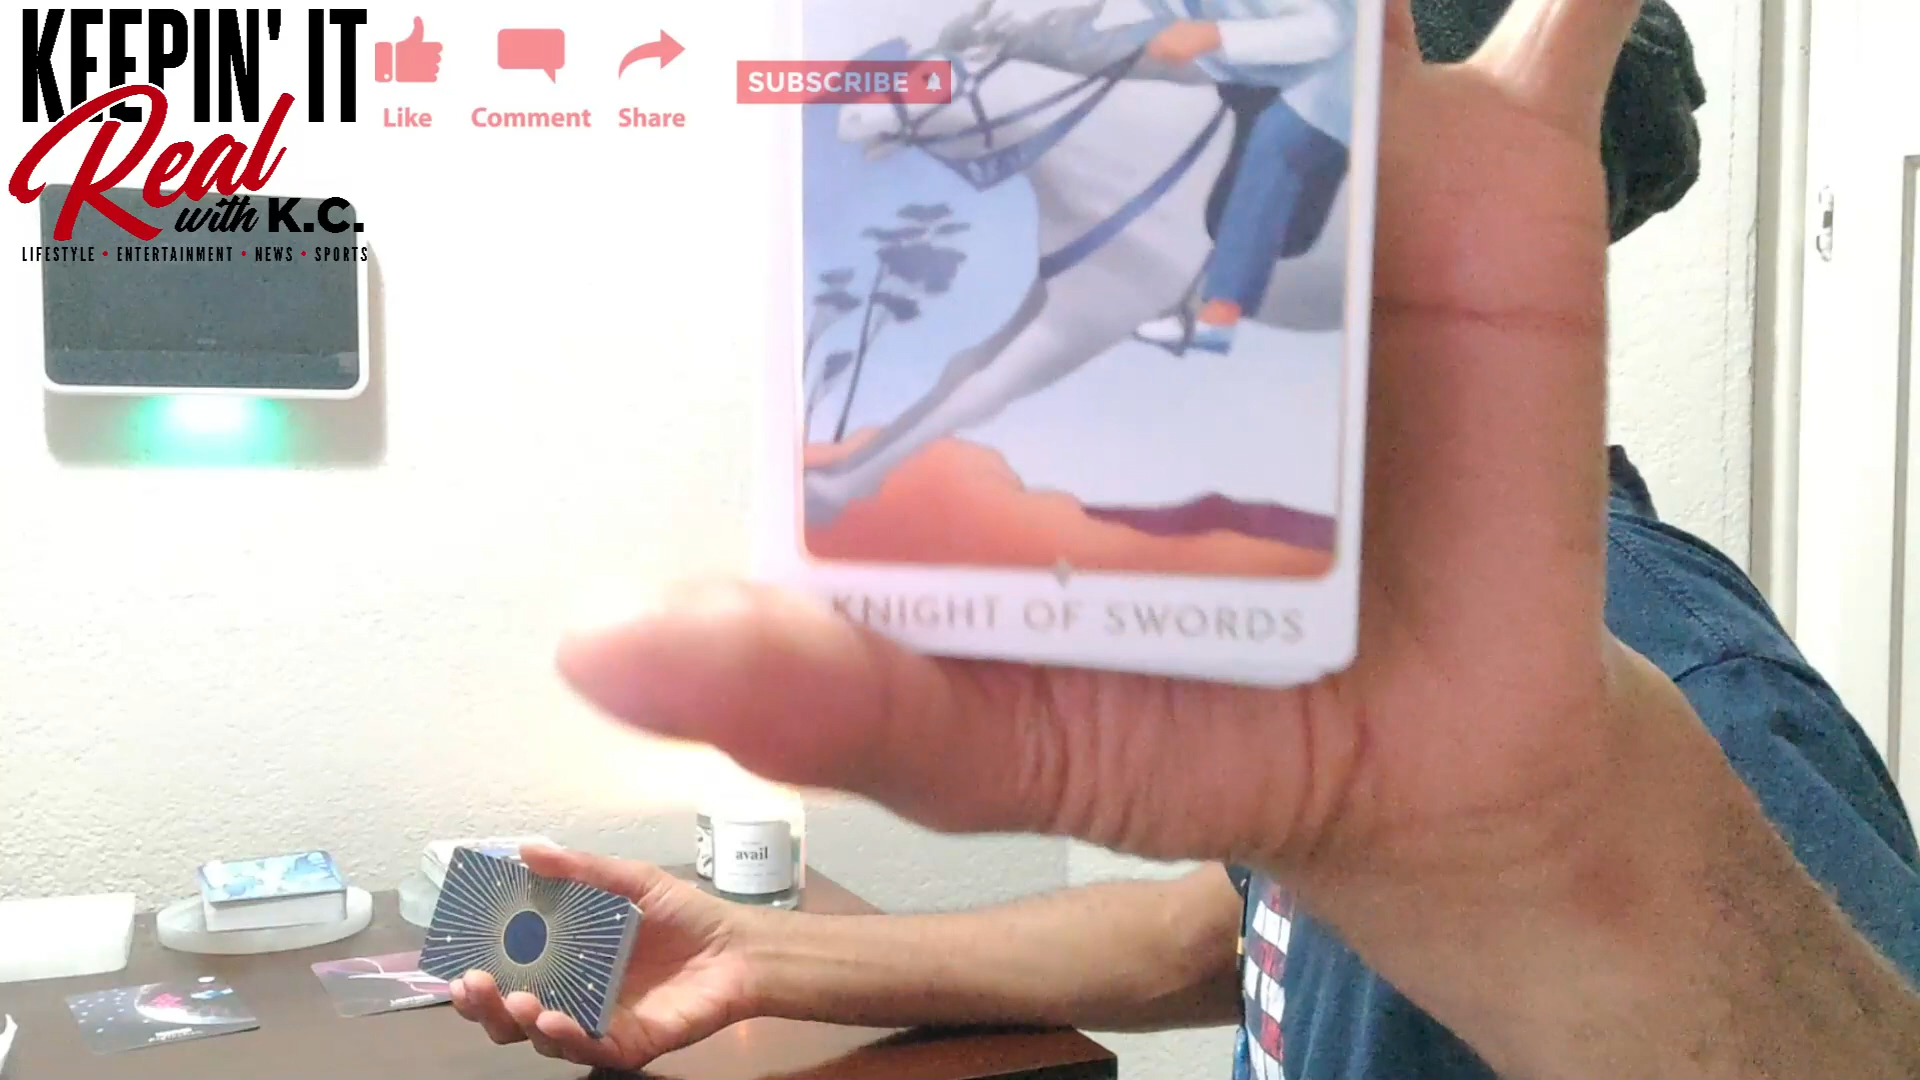 KEEPIN' IT
Real
with K.C.
LIFESTYLE • ENTERTAINMENT • NEWS • SPORTS
Like
Comment
Share
SUBSCRIBE
KNIGHT OF SWORDS
avail